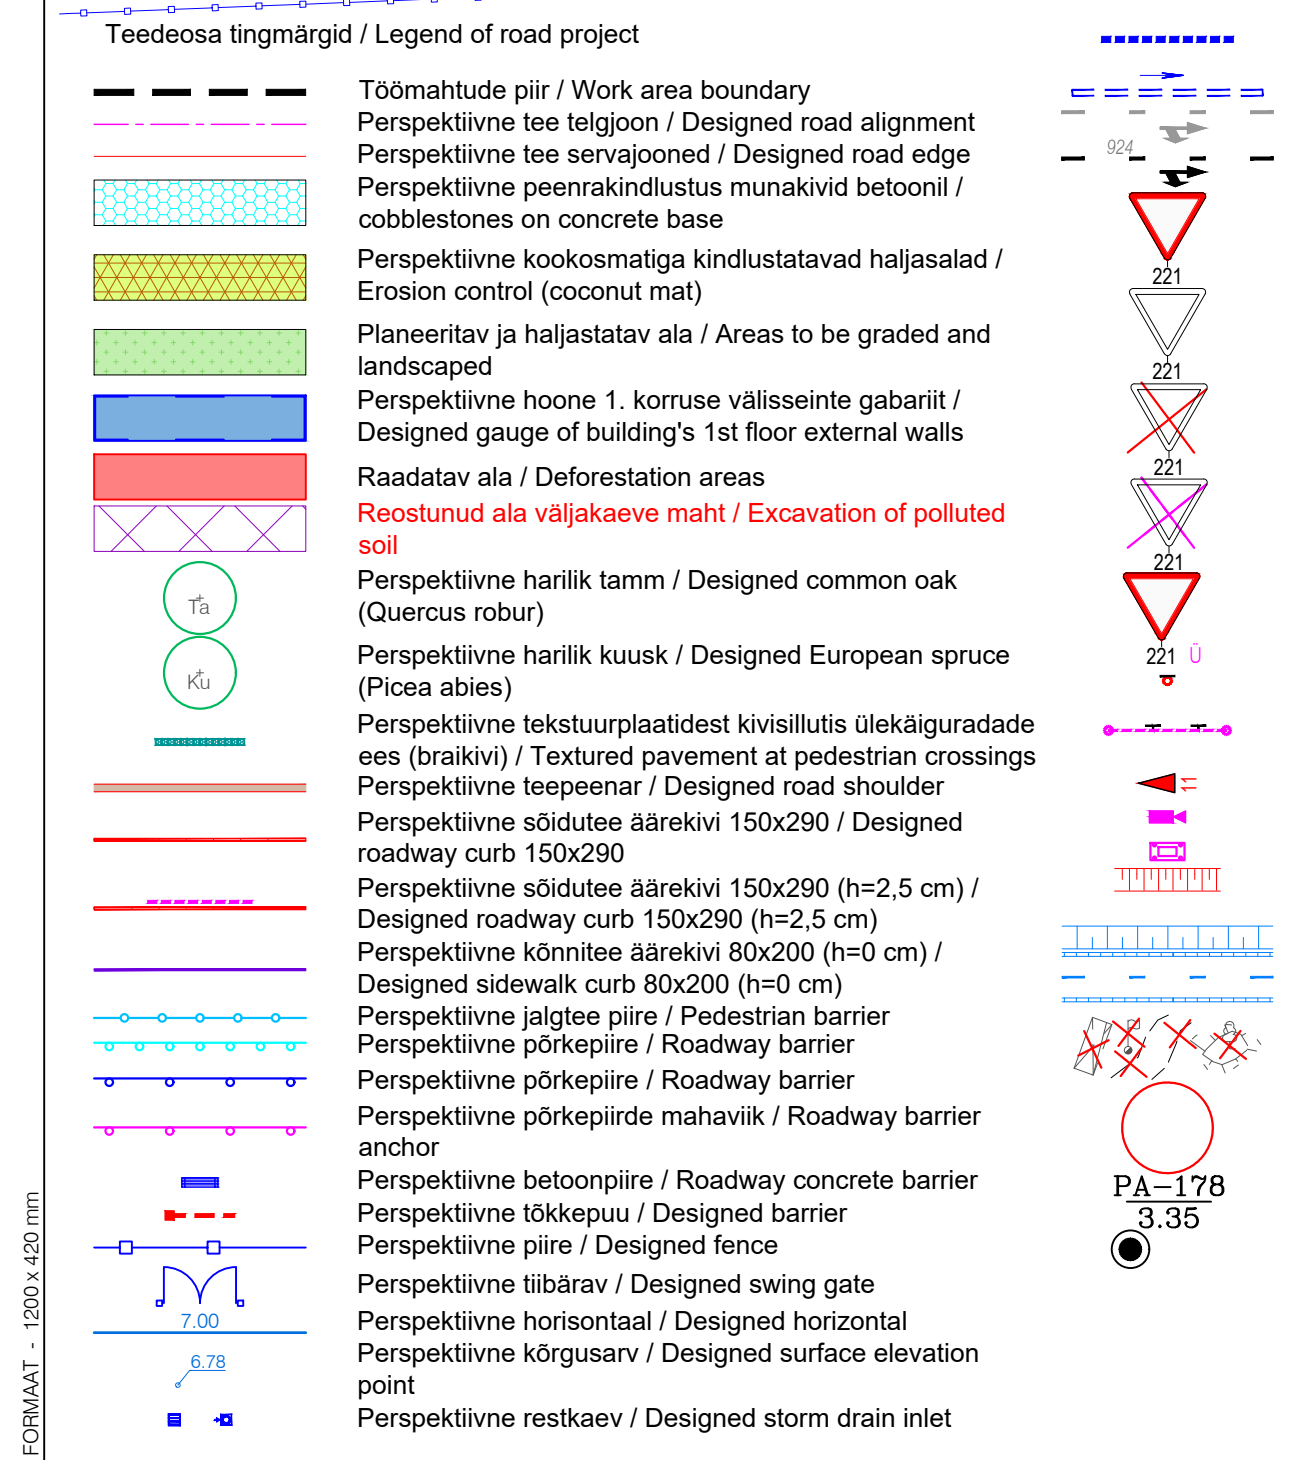 Teedeosa tingmärgid / Legend of road project
Töömahtude piir / Work area boundary
Perspektiivne tee telgjoon / Designed road alignment
Perspektiivne tee servajooned / Designed road edge
Perspektiivne peenrakindlustus munakivid betoonil /
cobblestones on concrete base
Perspektiivne kookosmatiga kindlustatavad haljasalad /
Erosion control (coconut mat)
Planeeritav ja haljastatav ala / Areas to be graded and
landscaped
Perspektiivne hoone 1. korruse välisseinte gabariit /
Designed gauge of building's 1st floor external walls
Raadatav ala / Deforestation areas
Reostunud ala väljakaeve maht / Excavation of polluted
soil
Ta
Perspektiivne harilik tamm / Designed common oak
(Quercus robur)
Ku
Perspektiivne harilik kuusk / Designed European spruce
(Picea abies)
Perspektiivne tekstuurplaatidest kivisillutis ülekäiguradade
ees (braikivi) / Textured pavement at pedestrian crossings
Perspektiivne teepeenar / Designed road shoulder
Perspektiivne sõidutee äärekivi 150x290 / Designed
roadway curb 150x290
Perspektiivne sõidutee äärekivi 150x290 (h=2,5 cm) /
Designed roadway curb 150x290 (h=2,5 cm)
Perspektiivne kõnnitee äärekivi 80x200 (h=0 cm) /
Designed sidewalk curb 80x200 (h=0 cm)
Perspektiivne jalgtee piire / Pedestrian barrier
Perspektiivne põrkepiire / Roadway barrier
Perspektiivne põrkepiire / Roadway barrier
Perspektiivne põrkepiirde mahaviik / Roadway barrier
anchor
Perspektiivne betoonpiire / Roadway concrete barrier
Perspektiivne tõkkepuu / Designed barrier
Perspektiivne piire / Designed fence
Perspektiivne tiibärav / Designed swing gate
7.00
Perspektiivne horisontaal / Designed horizontal
6.78
Perspektiivne kõrgusarv / Designed surface elevation
point
Perspektiivne restkaev / Designed storm drain inlet
924
221
221
221
221
221 Ü
11
PA-178
3.35
FORMAAT - 1200 x 420 mm